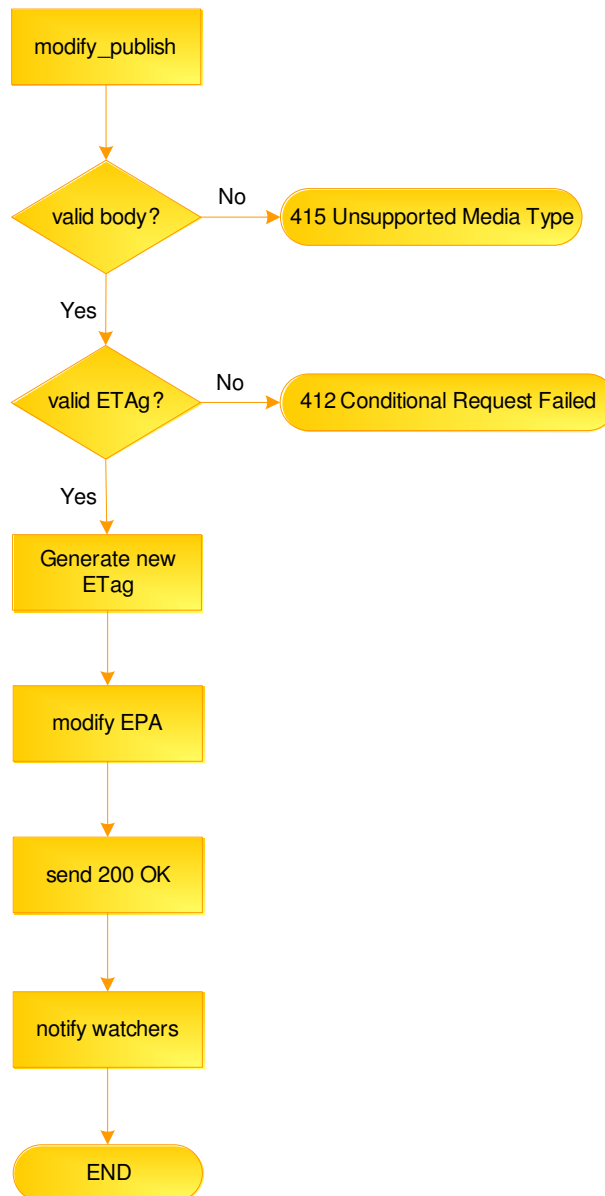 modify_publish
valid body?
No
415 Unsupported Media Type
Yes
valid ETAg?
No
412 Conditional Request Failed
Yes
Generate new
ETag
modify EPA
send 200 OK
notify watchers
END